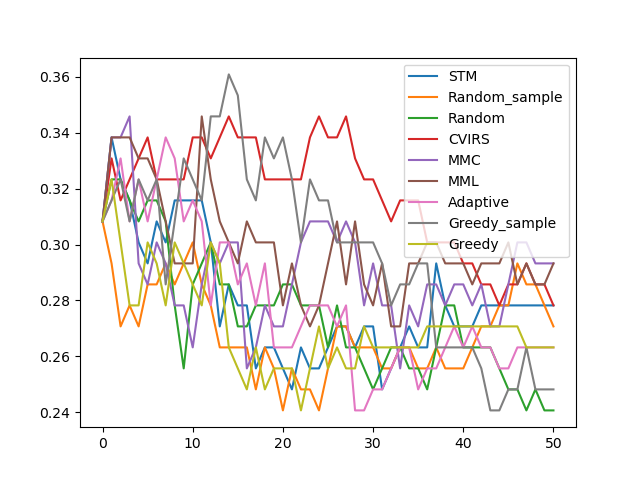 0.36
0.34
0.32
0.30
0.28
0.26
0.24
0
10
20
30
40
50
STM
Random_sample
Random
CVIRS
MMC
MML
Adaptive
Greedy_sample
Greedy